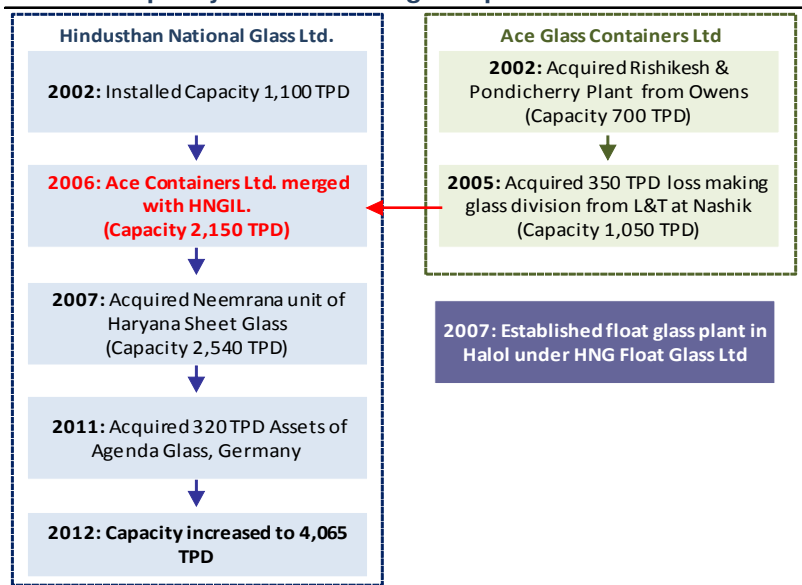 Hindusthan National Glass Ltd.
2002: Installed Capacity 1,100 TPD
2006: Ace Containers Ltd. merged
with HNGIL.
(Capacity 2,150 TPD)
2007: Acquired Neemrana unit of
Haryana Sheet Glass
(Capacity 2,540 TPD)
2011: Acquired 320 TPD Assets of
Agenda Glass, Germany
2012: Capacity increased to 4,065
TPD
Ace Glass Containers Ltd
2002: Acquired Rishikesh &
Pondicherry Plant from Owens
(Capacity 700 TPD)
2005: Acquired 350 TPD loss making
glass division from L&T at Nashik
(Capacity 1,050 TPD)
2007: Established float glass plant in
Halol under HNG Float Glass Ltd